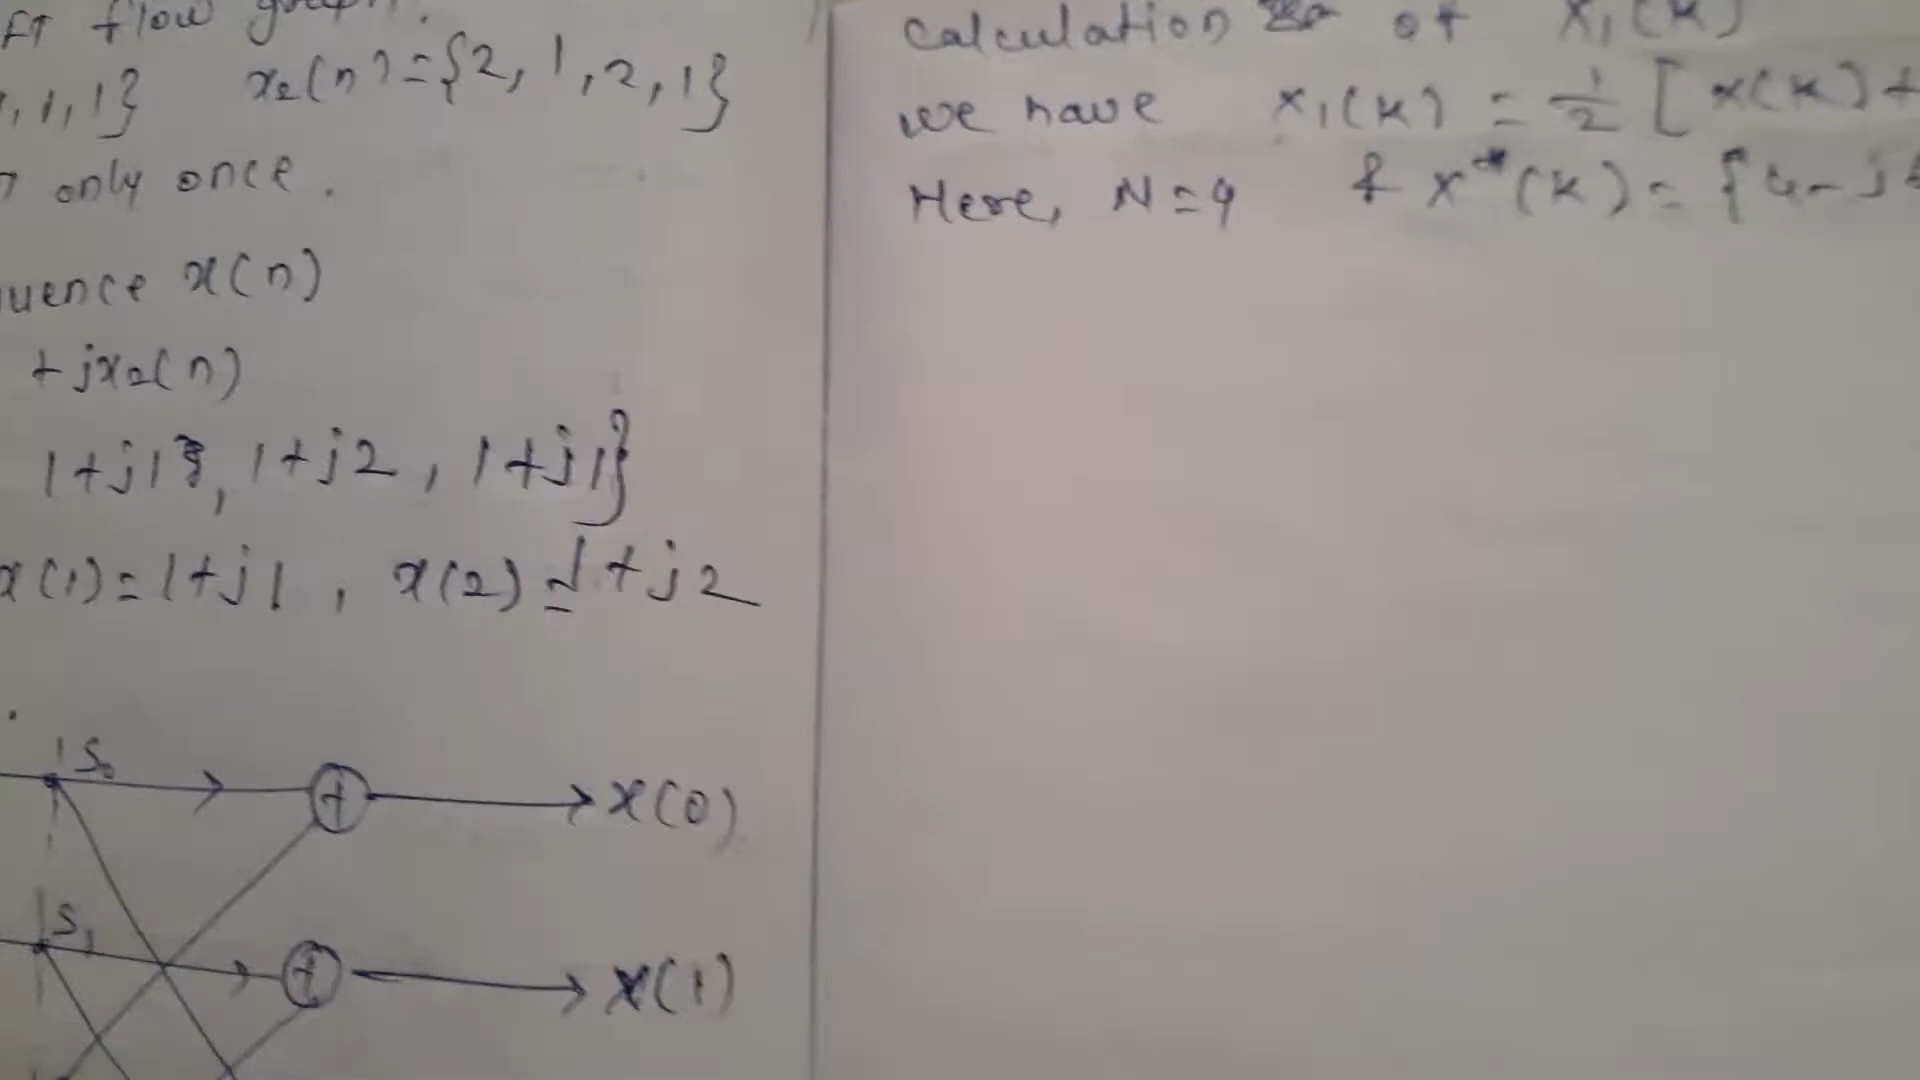 FT flow graph.
, 1, 1} x₂(n) = {2, 1, 2, 1}
only once.
uence x(n)
+ jx₂(n)
1+j1}, 1+j2, 1+j1}
x(1) = 1+j1, x(2) = 1+j2
S₀ X(0)
S₁ X(1)
calculation of X₁(K)
we have X₁(K) = 1/2 [X(K) +
Here, N=4 & X*(K) = {4-j